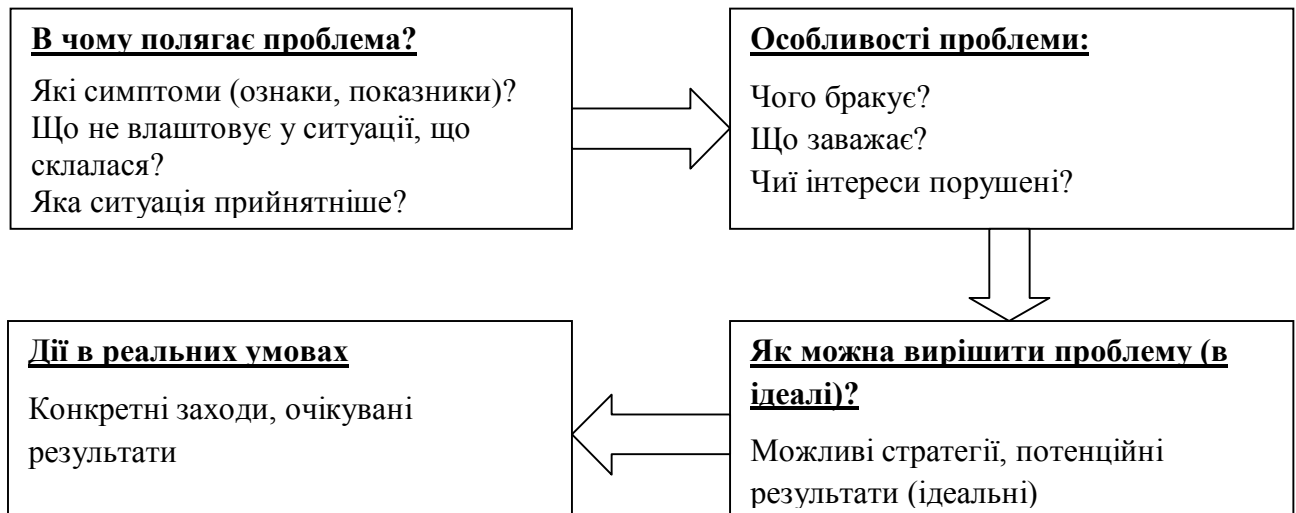 В чому полягає проблема?
Які симптоми (ознаки, показники)?
Що не влаштовує у ситуації, що
склалася?
Яка ситуація прийнятніше?
Особливості проблеми:
Чого бракує?
Що заважає?
Чиї інтереси порушені?
Як можна вирішити проблему (в
ідеалі)?
Можливі стратегії, потенційні
результати (ідеальні)
Дії в реальних умовах
Конкретні заходи, очікувані
результати